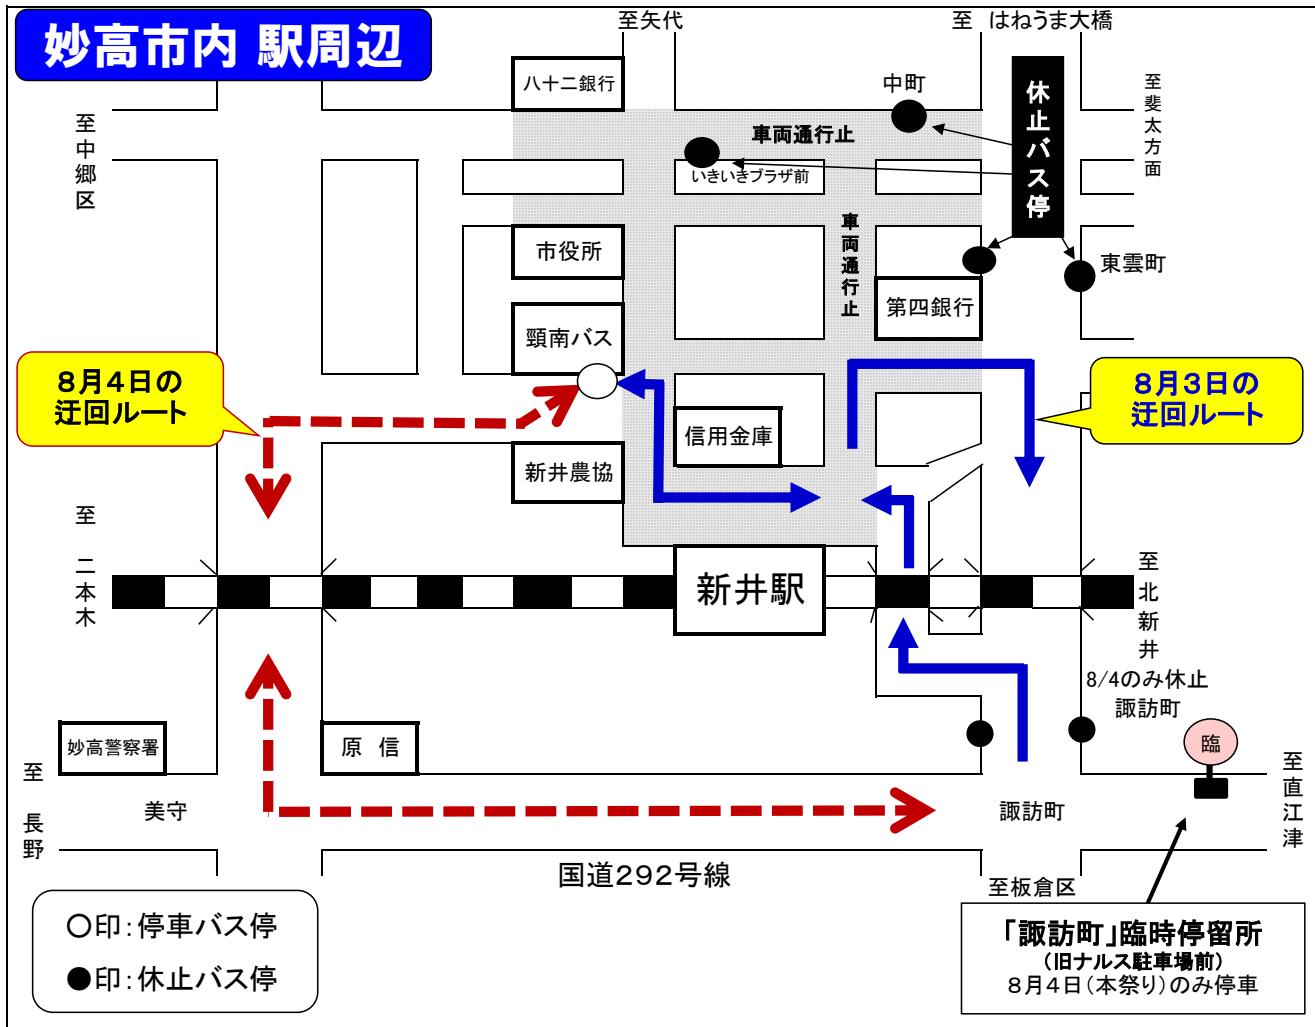 妙高市内 駅周辺
至矢代
至 はねうま大橋
八十二銀行
中町
休止バス停
至斐太方面
至中郷区
車両通行止
いきいきプラザ前
市役所
車両通行止
東雲町
第四銀行
頸南バス
8月4日の
迂回ルート
8月3日の
迂回ルート
信用金庫
新井農協
至 二本木
新井駅
至北新井
8/4のみ休止
諏訪町
妙高警察署
原 信
臨
至 長野
美守
諏訪町
至直江津
国道292号線
至板倉区
○印:停車バス停
●印:休止バス停
「諏訪町」臨時停留所
(旧ナルス駐車場前)
8月4日(本祭り)のみ停車